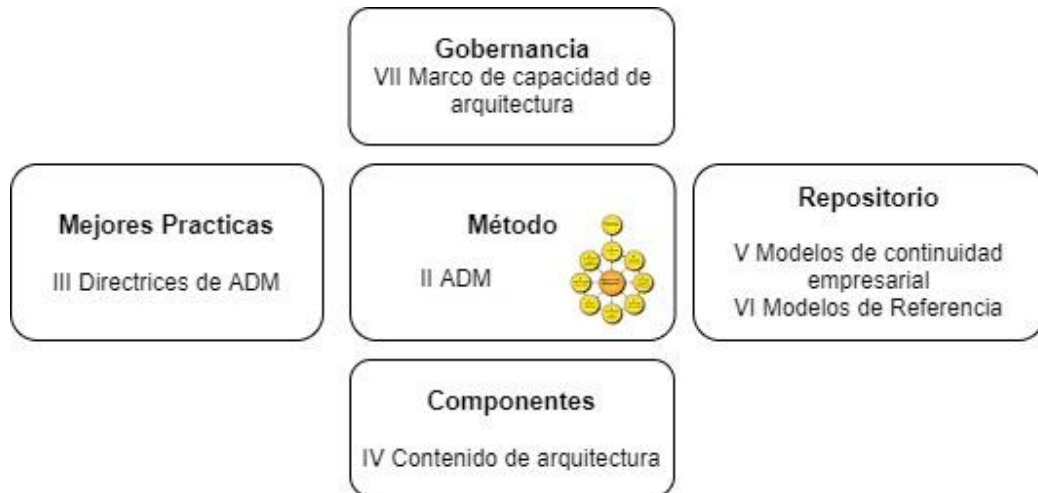 Gobernancia
VII Marco de capacidad de
arquitectura
Mejores Practicas
III Directrices de ADM
Método
II ADM
Repositorio
V Modelos de continuidad
empresarial
VI Modelos de Referencia
Componentes
IV Contenido de arquitectura